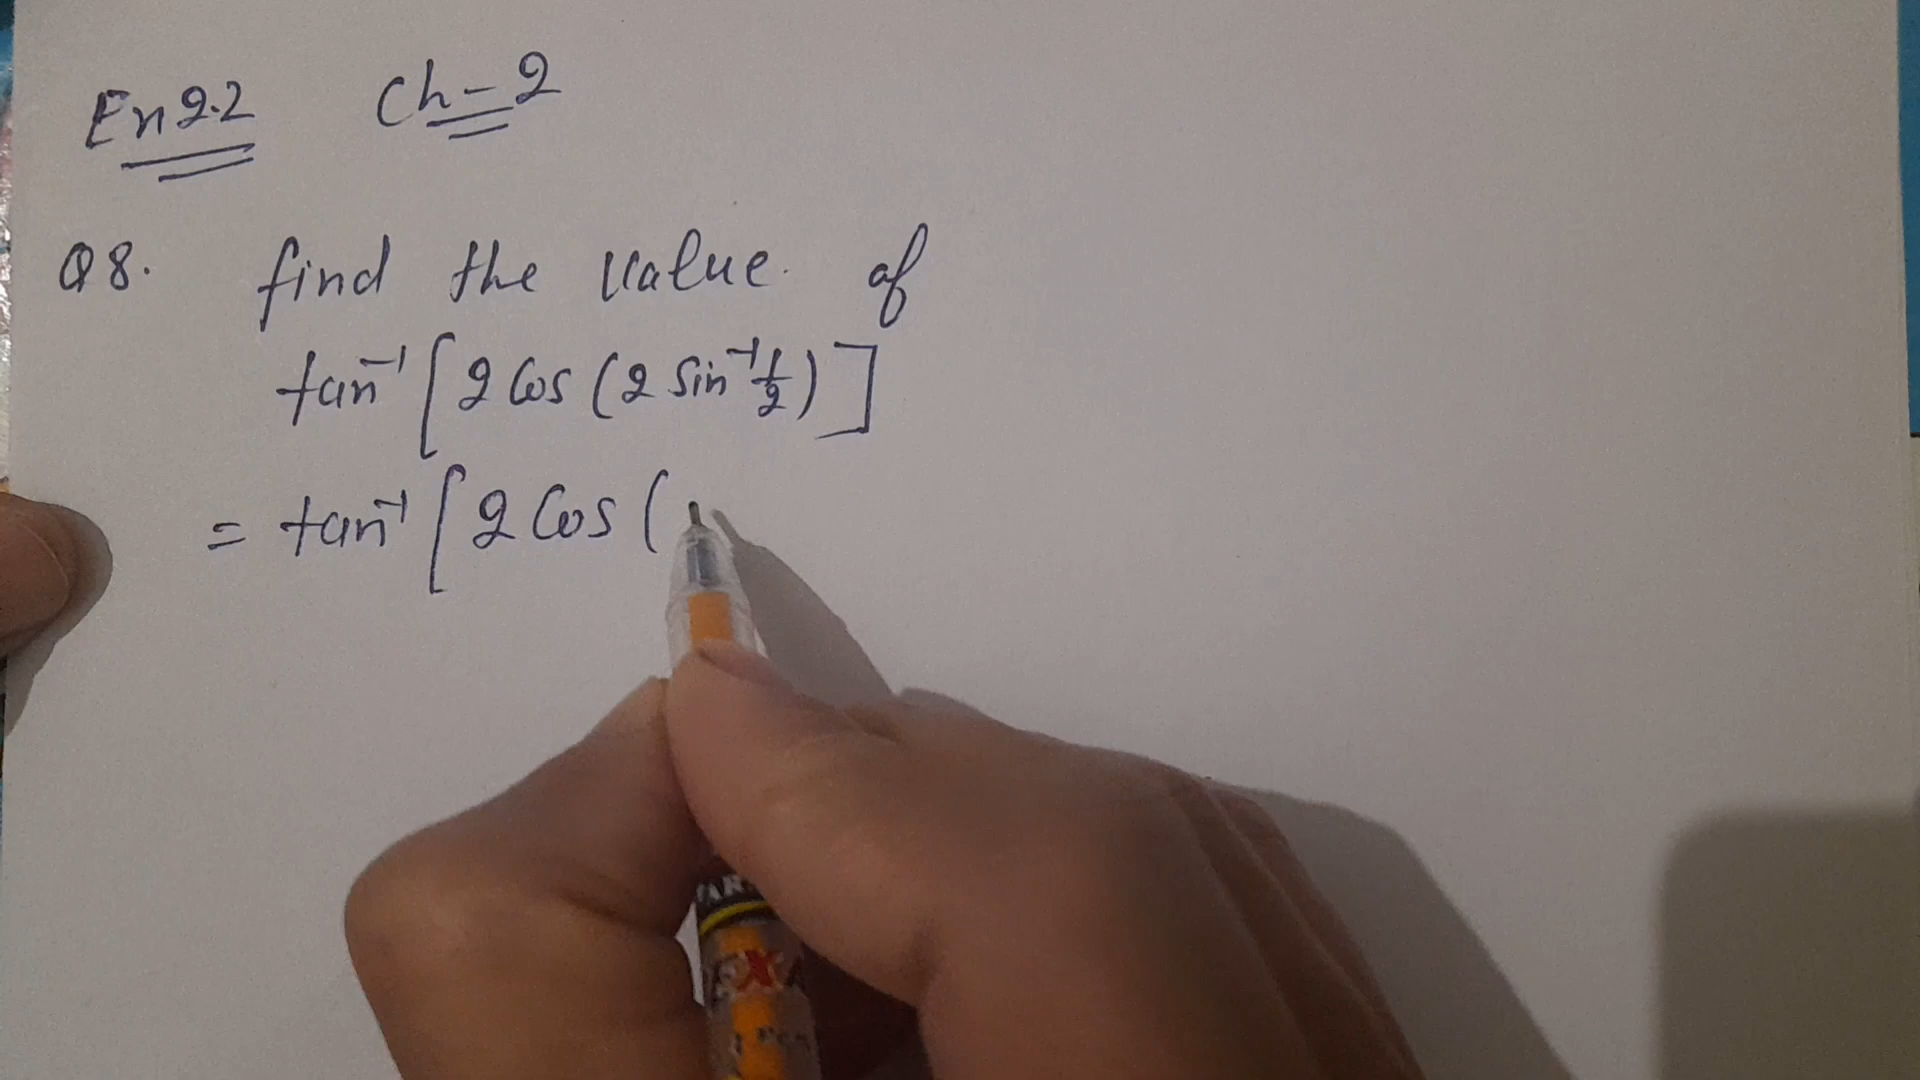 Ex 2.2 Ch-2
Q8. find the value of
tan⁻¹ [2 Cos (2 Sin⁻¹ 1/2)]
= tan⁻¹ [2 Cos (